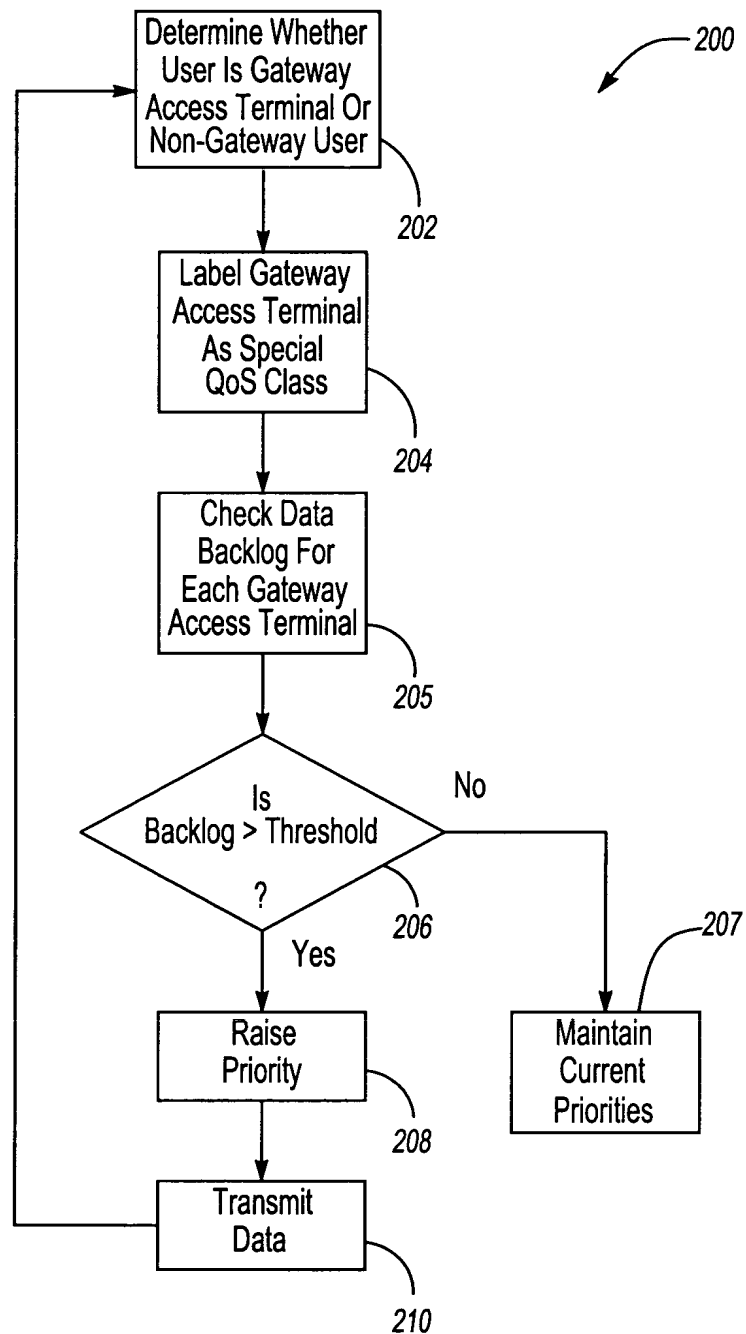 Determine Whether
User Is Gateway
Access Terminal Or
Non-Gateway User
200
202
Label Gateway
Access Terminal
As Special
QoS Class
204
Check Data
Backlog For
Each Gateway
Access Terminal
205
Is
Backlog > Threshold
?
No
206
Yes
207
Raise
Priority
208
Maintain
Current
Priorities
Transmit
Data
210